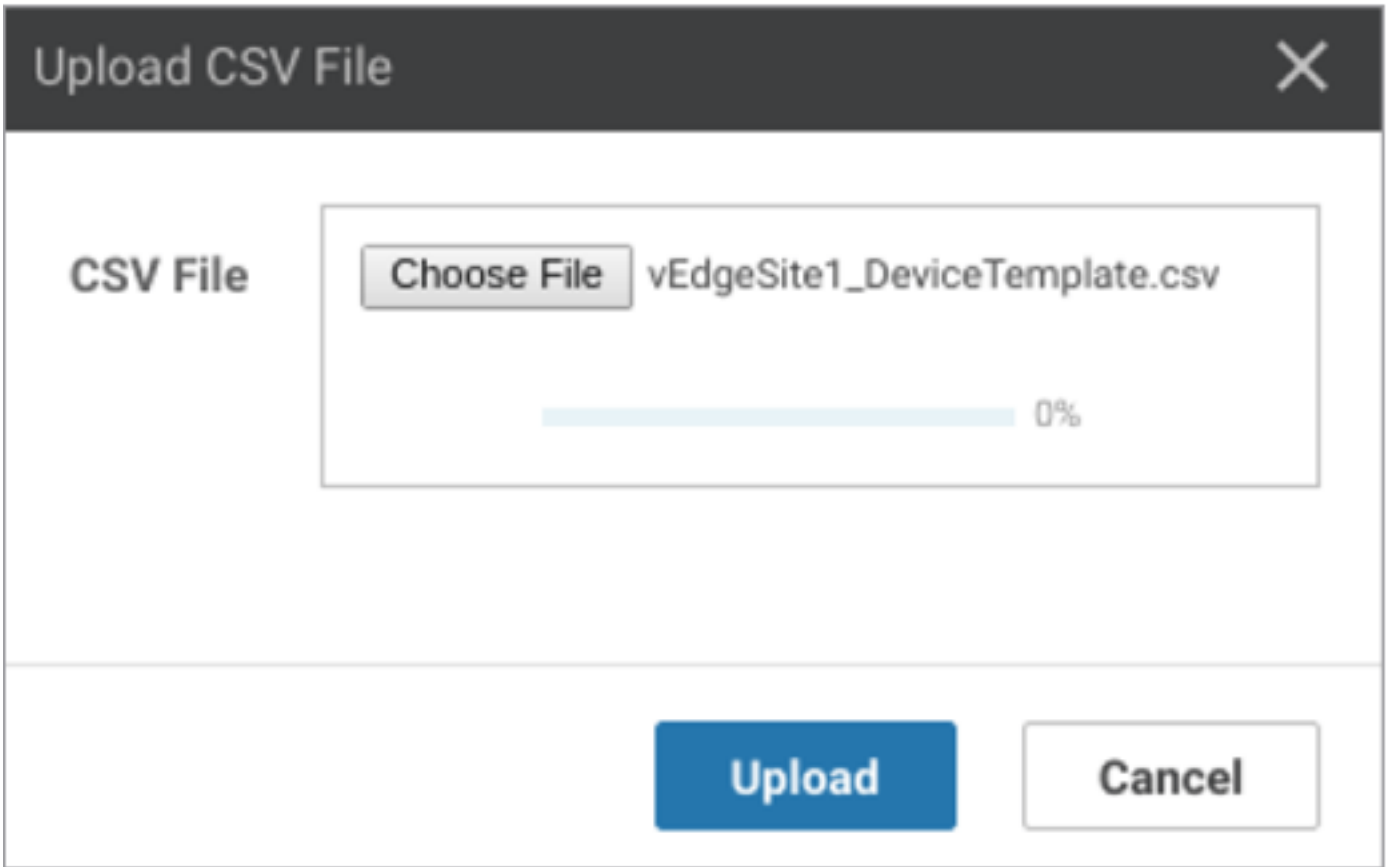 Upload CSV File
CSV File
Choose File vEdgeSite1_DeviceTemplate.csv
0%
Upload
Cancel